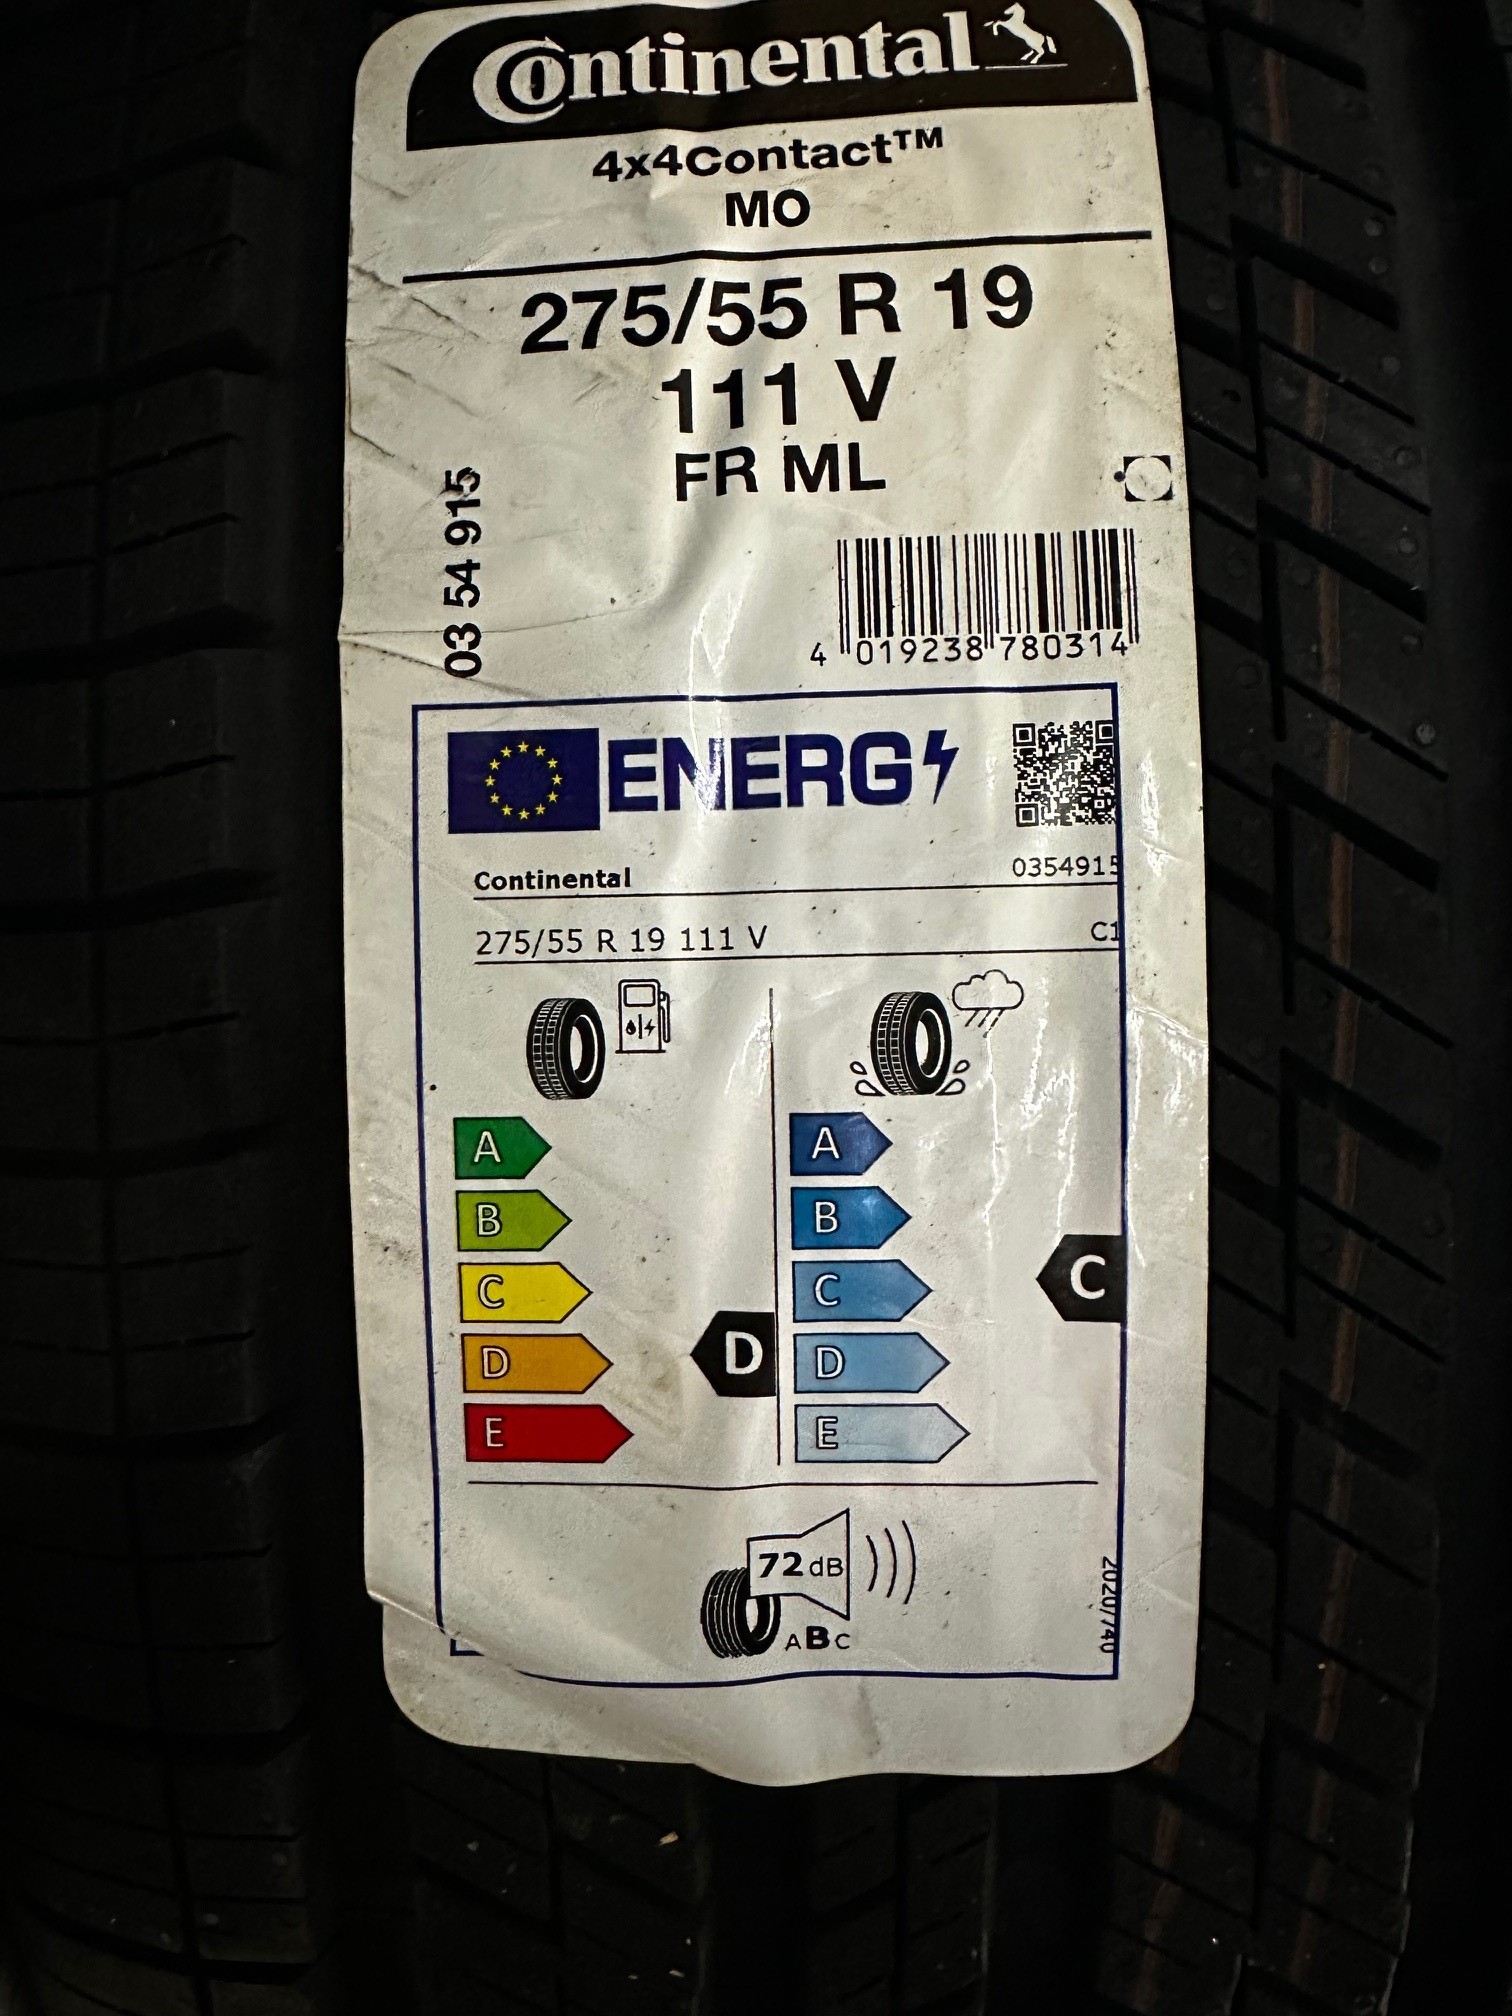 Continental
4x4Contact™
MO
275/55 R 19
111 V
FR ML
03 54 915
4 019238 780314
ENERG
Continental 0354915
275/55 R 19 111 V C1
A A
B B
C C C
D D D
E E
72 dB
ABC
2020/740